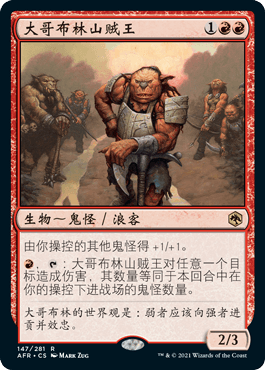 大哥布林山贼王 1
生物～鬼怪／浪客
由你操控的其他鬼怪得+1/+1。
：大哥布林山贼王对任意一个目标造成伤害，其数量等同于本回合中在你的操控下进战场的鬼怪数量。
大哥布林的世界观是：弱者应该向强者进贡并效忠。
2/3
147/281 R
AFR • CS MARK ZUG
™ & © 2021 Wizards of the Coast